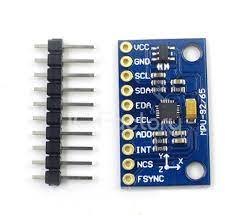 VCC
GND
SCL
SDA
EDA
ECL
ADO
INT
NCS
FSYNC
MPU-92/65
Y
X
Z